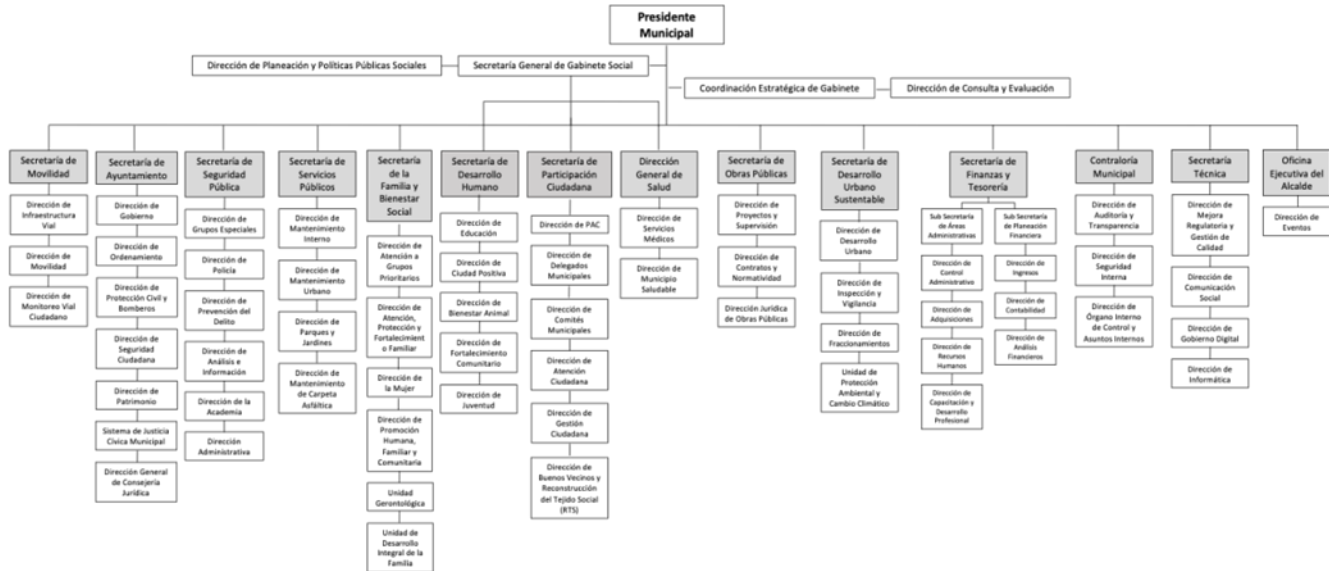 Presidente
Municipal
Dirección de Planeación y Políticas Públicas Sociales
Secretaría General de Gabinete Social
Coordinación Estratégica de Gabinete
Dirección de Consulta y Evaluación
Secretaría de
Movilidad
Dirección de
Infraestructura
Vial
Dirección de
Movilidad
Dirección de
Monitoreo Vial
Ciudadano
Secretaría de
Ayuntamiento
Dirección de
Gobierno
Dirección de
Ordenamiento
Dirección de
Protección Civil y
Bomberos
Dirección de
Seguridad
Ciudadana
Dirección de
Patrimonio
Sistema de Justicia
Cívica Municipal
Dirección General
de Consejería
Jurídica
Secretaría de
Seguridad
Pública
Dirección de
Grupos Especiales
Dirección de
Policía
Dirección de
Prevención del
Delito
Dirección de
Análisis e
Información
Dirección de la
Academia
Dirección
Administrativa
Secretaría de
Servicios
Públicos
Dirección de
Mantenimiento
Interno
Dirección de
Mantenimiento
Urbano
Dirección de
Parques y
Jardines
Dirección de
Mantenimiento
de Carpeta
Asfáltica
Secretaría
de la
Familia y
Bienestar
Social
Dirección de
Atención a
Grupos
Prioritarios
Dirección de
Atención,
Protección y
Fortalecimient
o Familiar
Dirección de
la Mujer
Dirección de
Promoción
Humana,
Familiar y
Comunitaria
Unidad
Gerontológica
Unidad de
Desarrollo
Integral de la
Familia
Secretaría de
Desarrollo
Humano
Dirección de
Educación
Dirección de
Ciudad Positiva
Dirección de
Bienestar Animal
Dirección de
Fortalecimiento
Comunitario
Dirección de
Juventud
Secretaría de
Participación
Ciudadana
Dirección de PAC
Dirección de
Delegados
Municipales
Dirección de
Comités
Municipales
Dirección de
Atención
Ciudadana
Dirección de
Gestión
Ciudadana
Dirección de
Buenos Vecinos y
Reconstrucción
del Tejido Social
(RTS)
Dirección
General de
Salud
Dirección de
Servicios
Médicos
Dirección de
Municipio
Saludable
Secretaría de
Obras Públicas
Dirección de
Proyectos y
Supervisión
Dirección de
Contratos y
Normatividad
Dirección Jurídica
de Obras Públicas
Secretaría de
Desarrollo
Urbano
Sustentable
Dirección de
Desarrollo
Urbano
Dirección de
Inspección y
Vigilancia
Dirección de
Fraccionamientos
Unidad de
Protección
Ambiental y
Cambio Climático
Secretaría de
Finanzas y
Tesorería
Sub Secretaría
de Áreas
Administrativas
Dirección de
Control
Administrativo
Dirección de
Adquisiciones
Dirección de
Recursos
Humanos
Dirección de
Capacitación y
Desarrollo
Profesional
Sub Secretaría
de Planeación
Financiera
Dirección de
Ingresos
Dirección de
Contabilidad
Dirección de
Análisis
Financieros
Contraloría
Municipal
Dirección de
Auditoría y
Transparencia
Dirección de
Seguridad
Interna
Dirección de
Órgano Interno
de Control y
Asuntos Internos
Secretaría
Técnica
Dirección de
Mejora
Regulatoria y
Gestión de
Calidad
Dirección de
Comunicación
Social
Dirección de
Gobierno Digital
Dirección de
Informática
Oficina
Ejecutiva del
Alcalde
Dirección de
Eventos